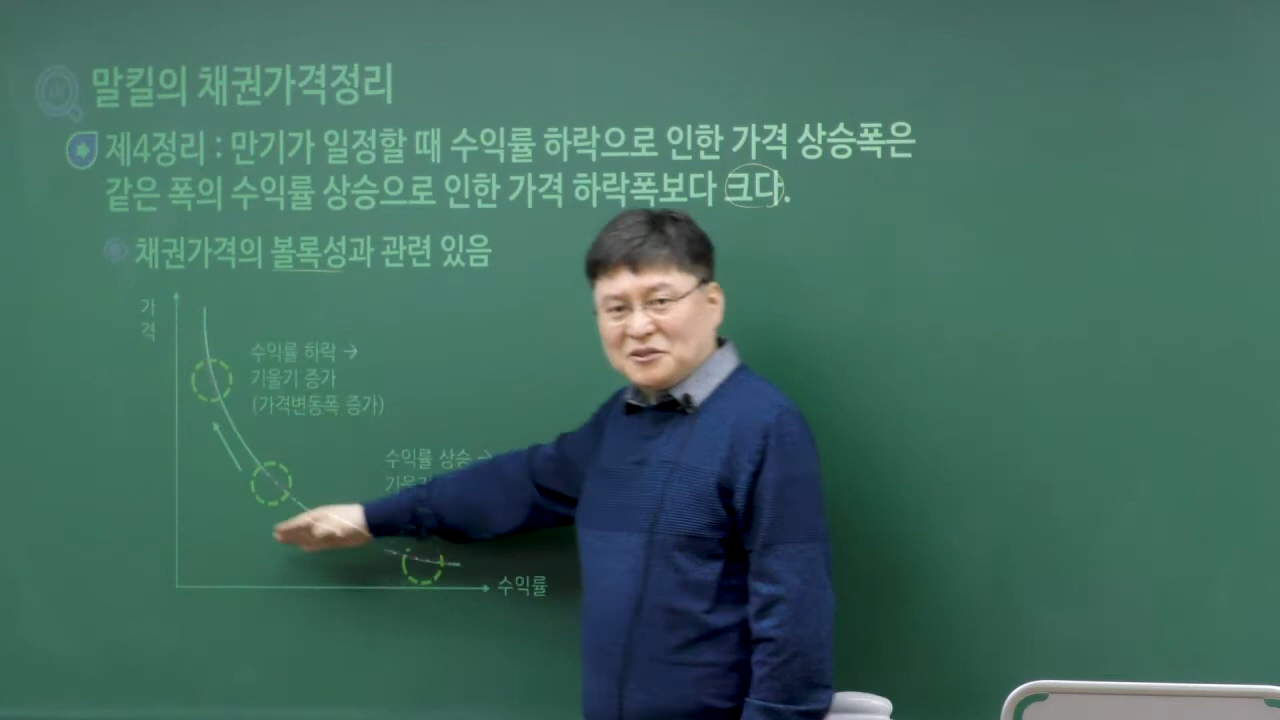 말킬의 채권가격정리
제4정리 : 만기가 일정할 때 수익률 하락으로 인한 가격 상승폭은
같은 폭의 수익률 상승으로 인한 가격 하락폭보다 크다.
채권가격의 볼록성과 관련 있음
가격
수익률 하락 →
기울기 증가
(가격변동폭 증가)
수익률 상승 →
수익률